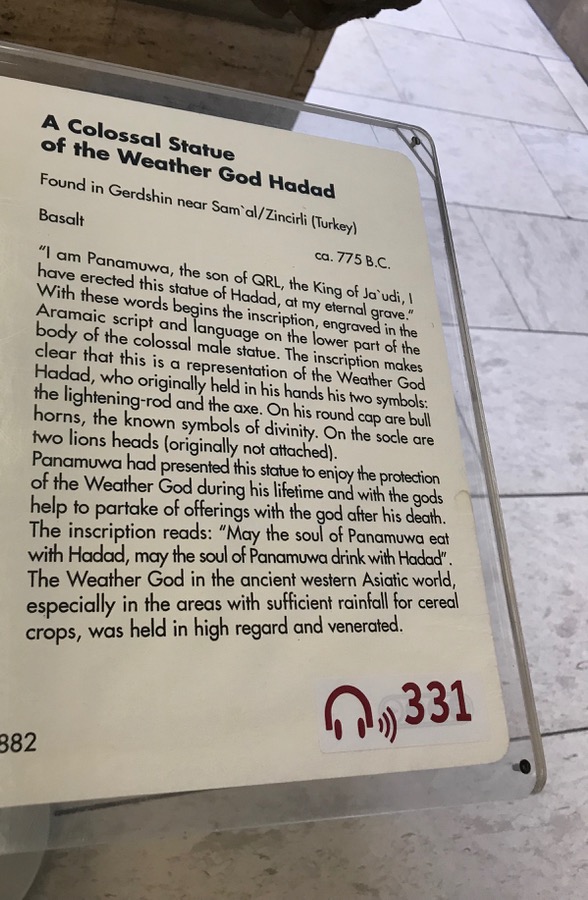 A Colossal Statue
of the Weather God Hadad
Found in Gerdshin near Sam`al/Zincirli (Turkey)
Basalt
ca. 775 B.C.
“I am Panamuwa, the son of QRL, the King of Ja`udi, I
have erected this statue of Hadad, at my eternal grave.”
With these words begins the inscription, engraved in the
Aramaic script and language on the lower part of the
body of the colossal male statue. The inscription makes
clear that this is a representation of the Weather God
Hadad, who originally held in his hands his two symbols:
the lightening-rod and the axe. On his round cap are bull
horns, the known symbols of divinity. On the socle are
two lions heads (originally not attached).
Panamuwa had presented this statue to enjoy the protection
of the Weather God during his lifetime and with the gods
help to partake of offerings with the god after his death.
The inscription reads: “May the soul of Panamuwa eat
with Hadad, may the soul of Panamuwa drink with Hadad”.
The Weather God in the ancient western Asiatic world,
especially in the areas with sufficient rainfall for cereal
crops, was held in high regard and venerated.
331
882